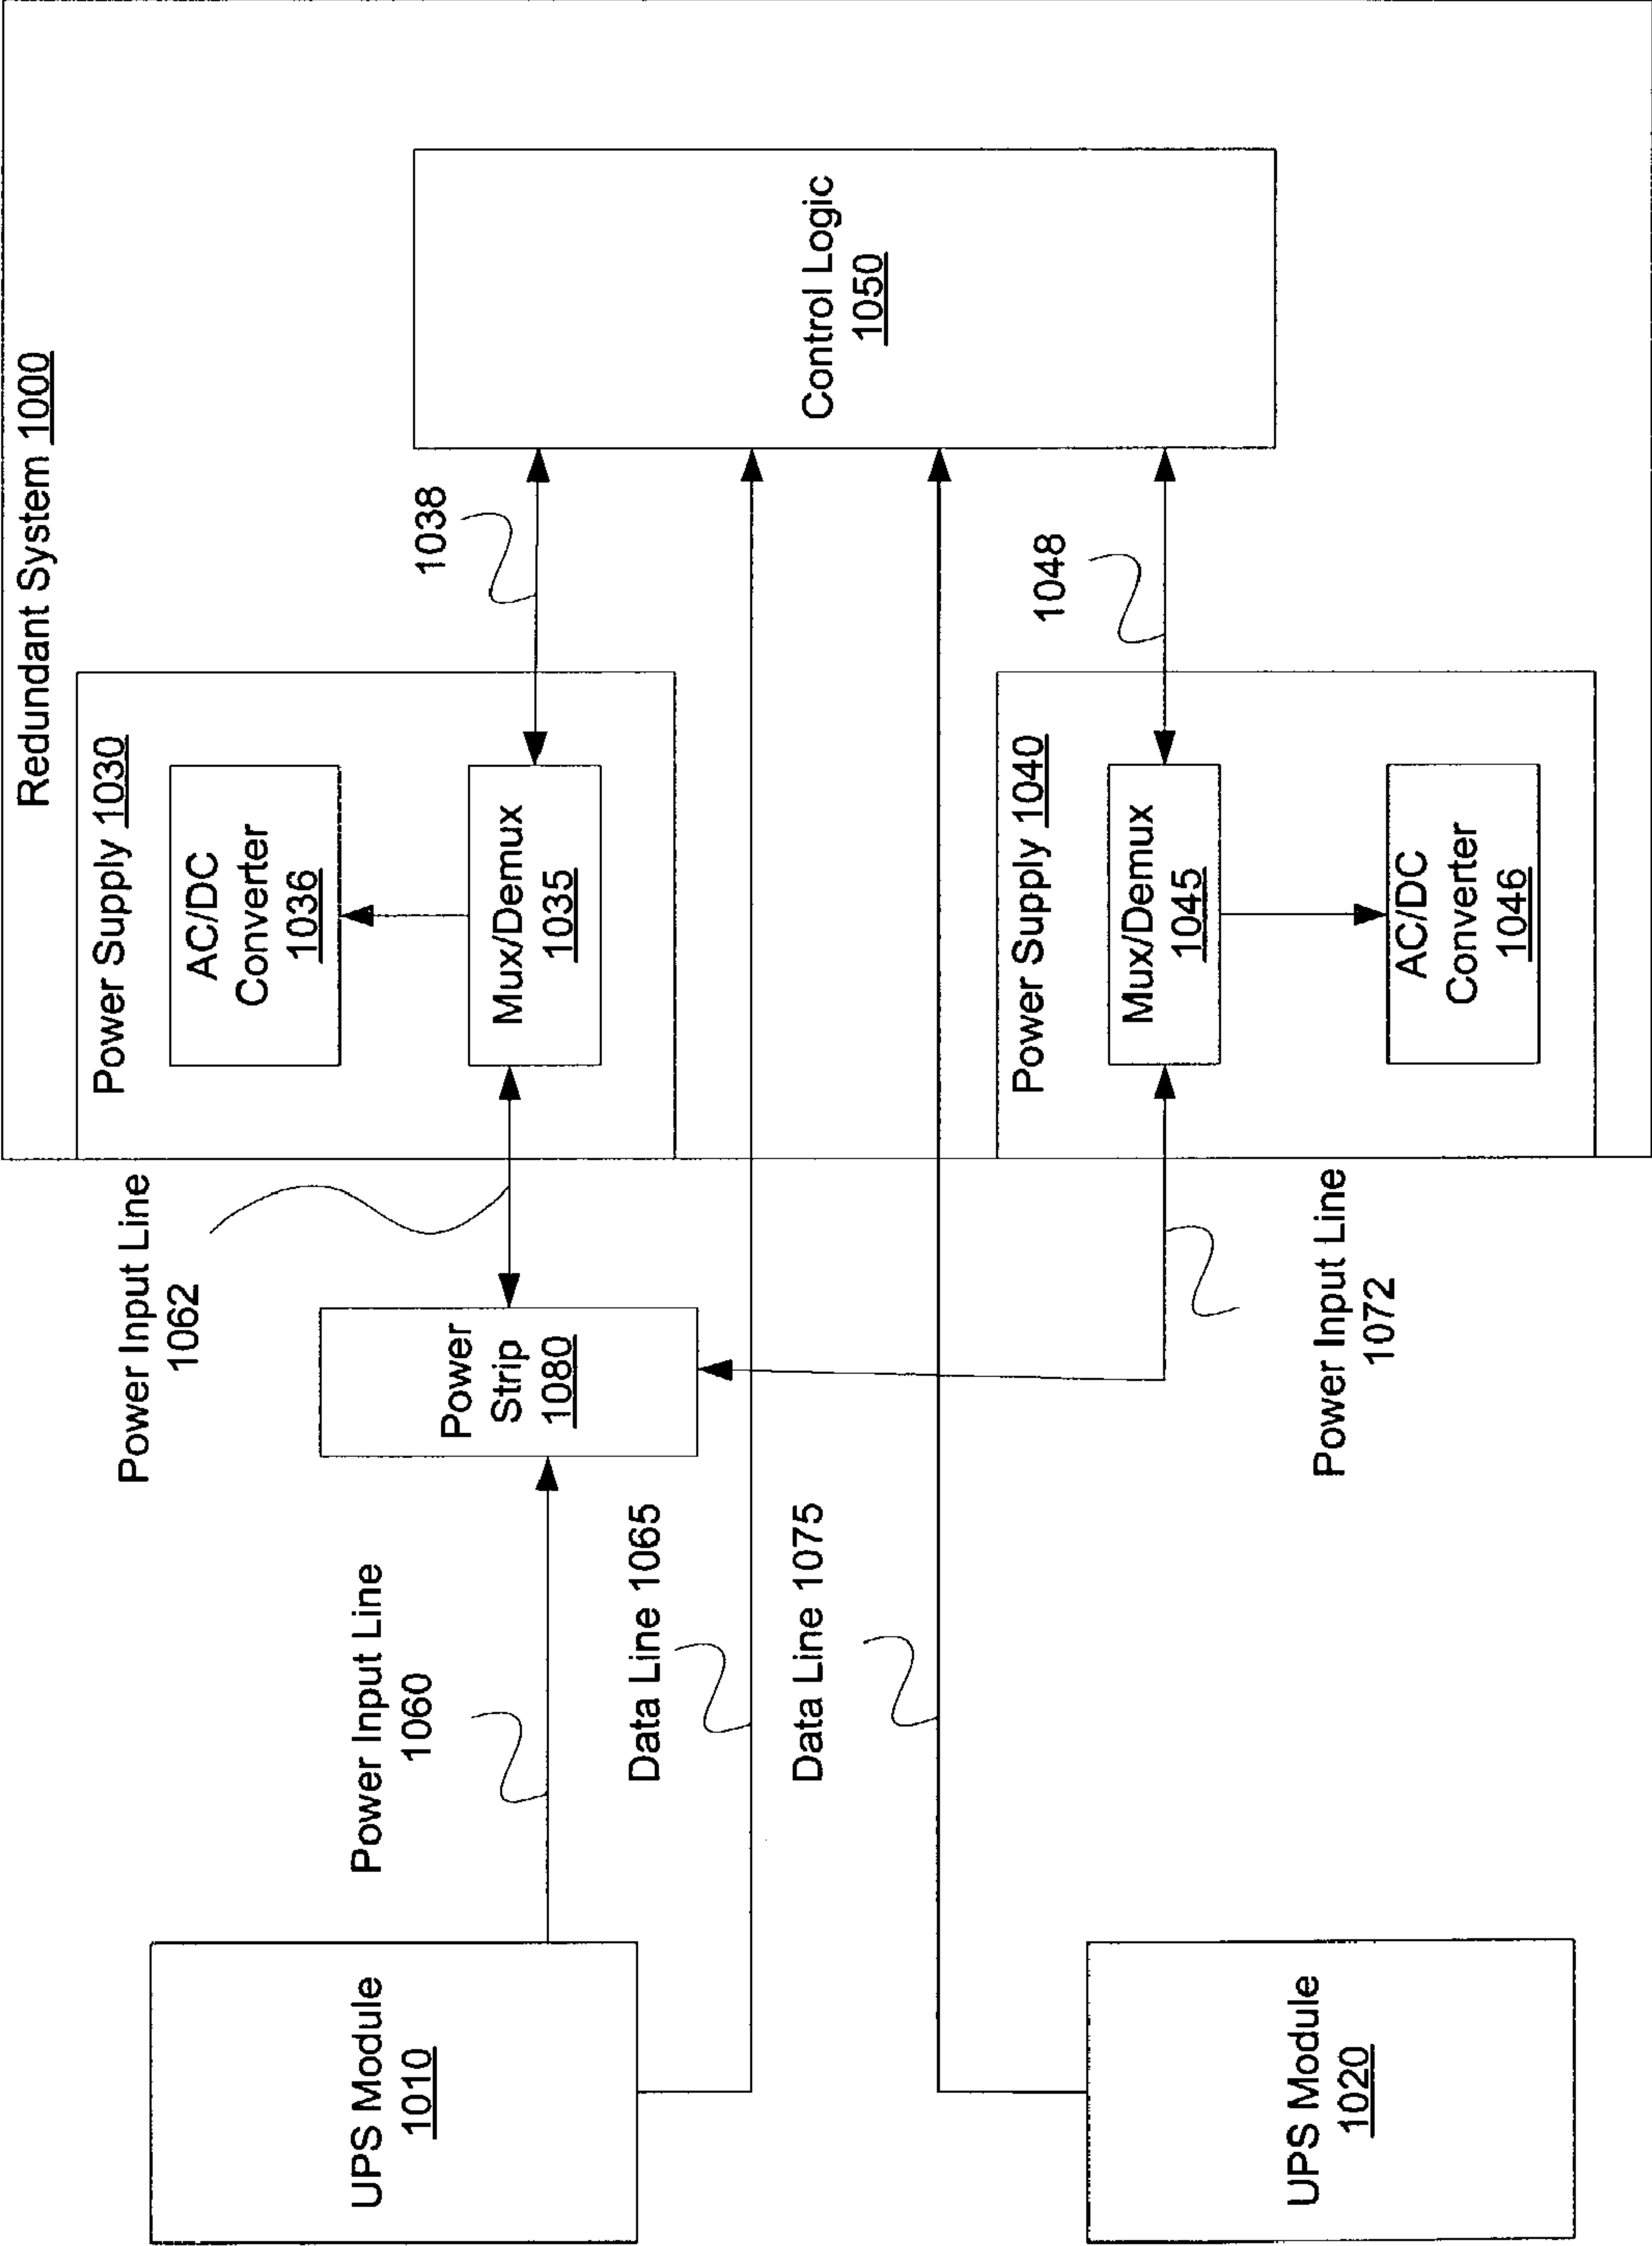 Redundant System 1000
Power Supply 1030
AC/DC
Converter
1036
Mux/Demux
1035
1038
Control Logic
1050
1048
Power Supply 1040
Mux/Demux
1045
AC/DC
Converter
1046
Power Input Line
1062
Power
Strip
1080
Power Input Line
1072
Power Input Line
1060
Data Line 1065
Data Line 1075
UPS Module
1010
UPS Module
1020